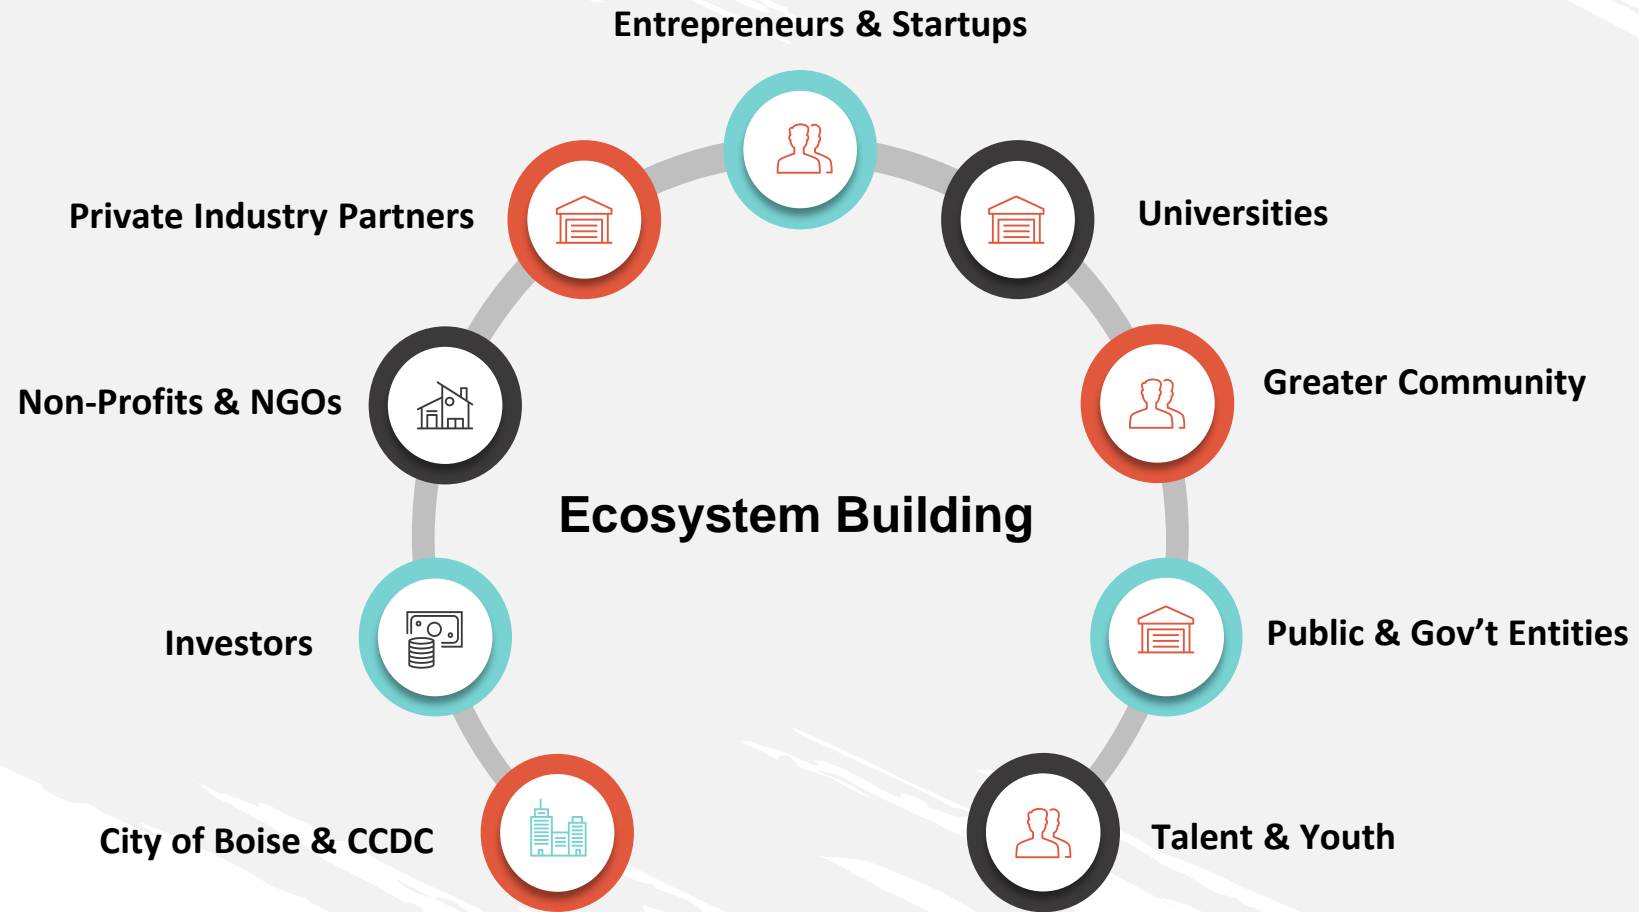 Entrepreneurs & Startups
Private Industry Partners
Universities
Non-Profits & NGOs
Greater Community
Ecosystem Building
Investors
Public & Gov’t Entities
City of Boise & CCDC
Talent & Youth